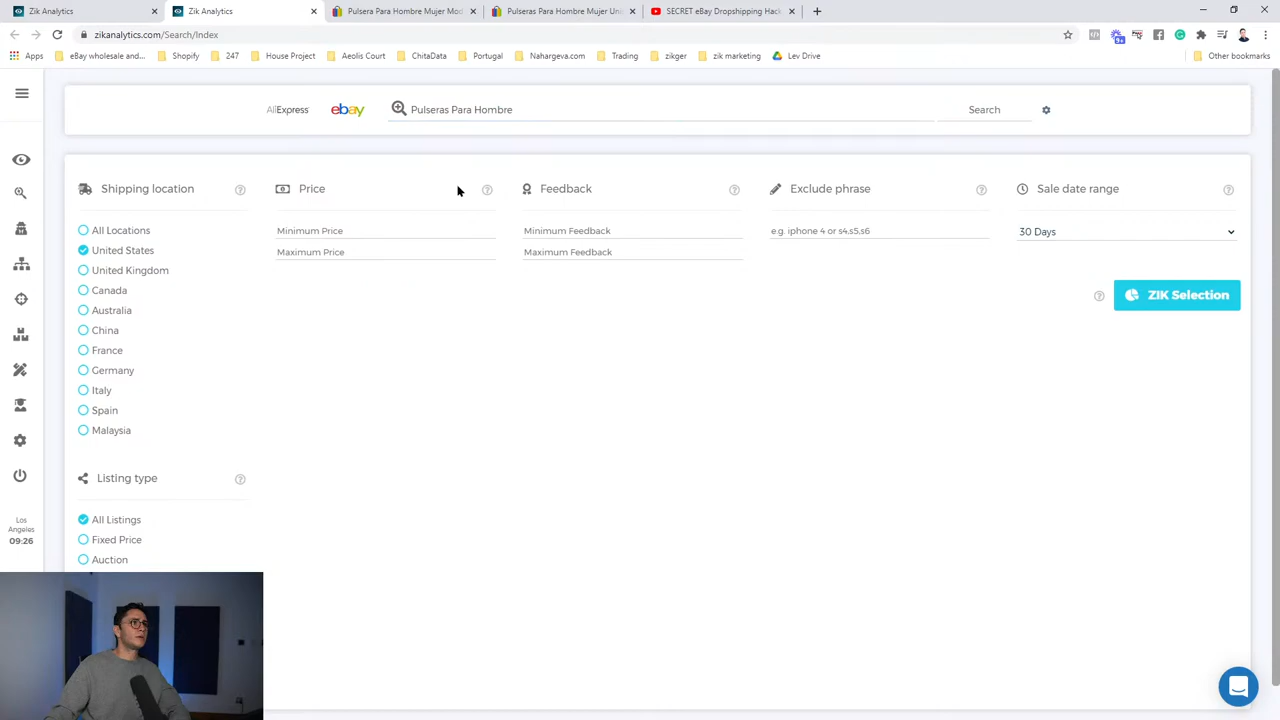 Zik Analytics
Zik Analytics
Pulsera Para Hombre Mujer Mod
Pulseras Para Hombre Mujer Uni
SECRET eBay Dropshipping Hack
zikanalytics.com/Search/Index
Apps
eBay wholesale and...
Shopify
247
House Project
Aeolis Court
ChitaData
Portugal
Nahargeva.com
Trading
zikger
zik marketing
Lev Drive
Other bookmarks
AliExpress
ebay
Pulseras Para Hombre
Search
Shipping location
Price
Feedback
Exclude phrase
Sale date range
All Locations
Minimum Price
Minimum Feedback
e.g. iphone 4 or s4,s5,s6
30 Days
United States
Maximum Price
Maximum Feedback
United Kingdom
Canada
ZIK Selection
Australia
China
France
Germany
Italy
Spain
Malaysia
Listing type
All Listings
Fixed Price
Auction
Los
Angeles
09:26